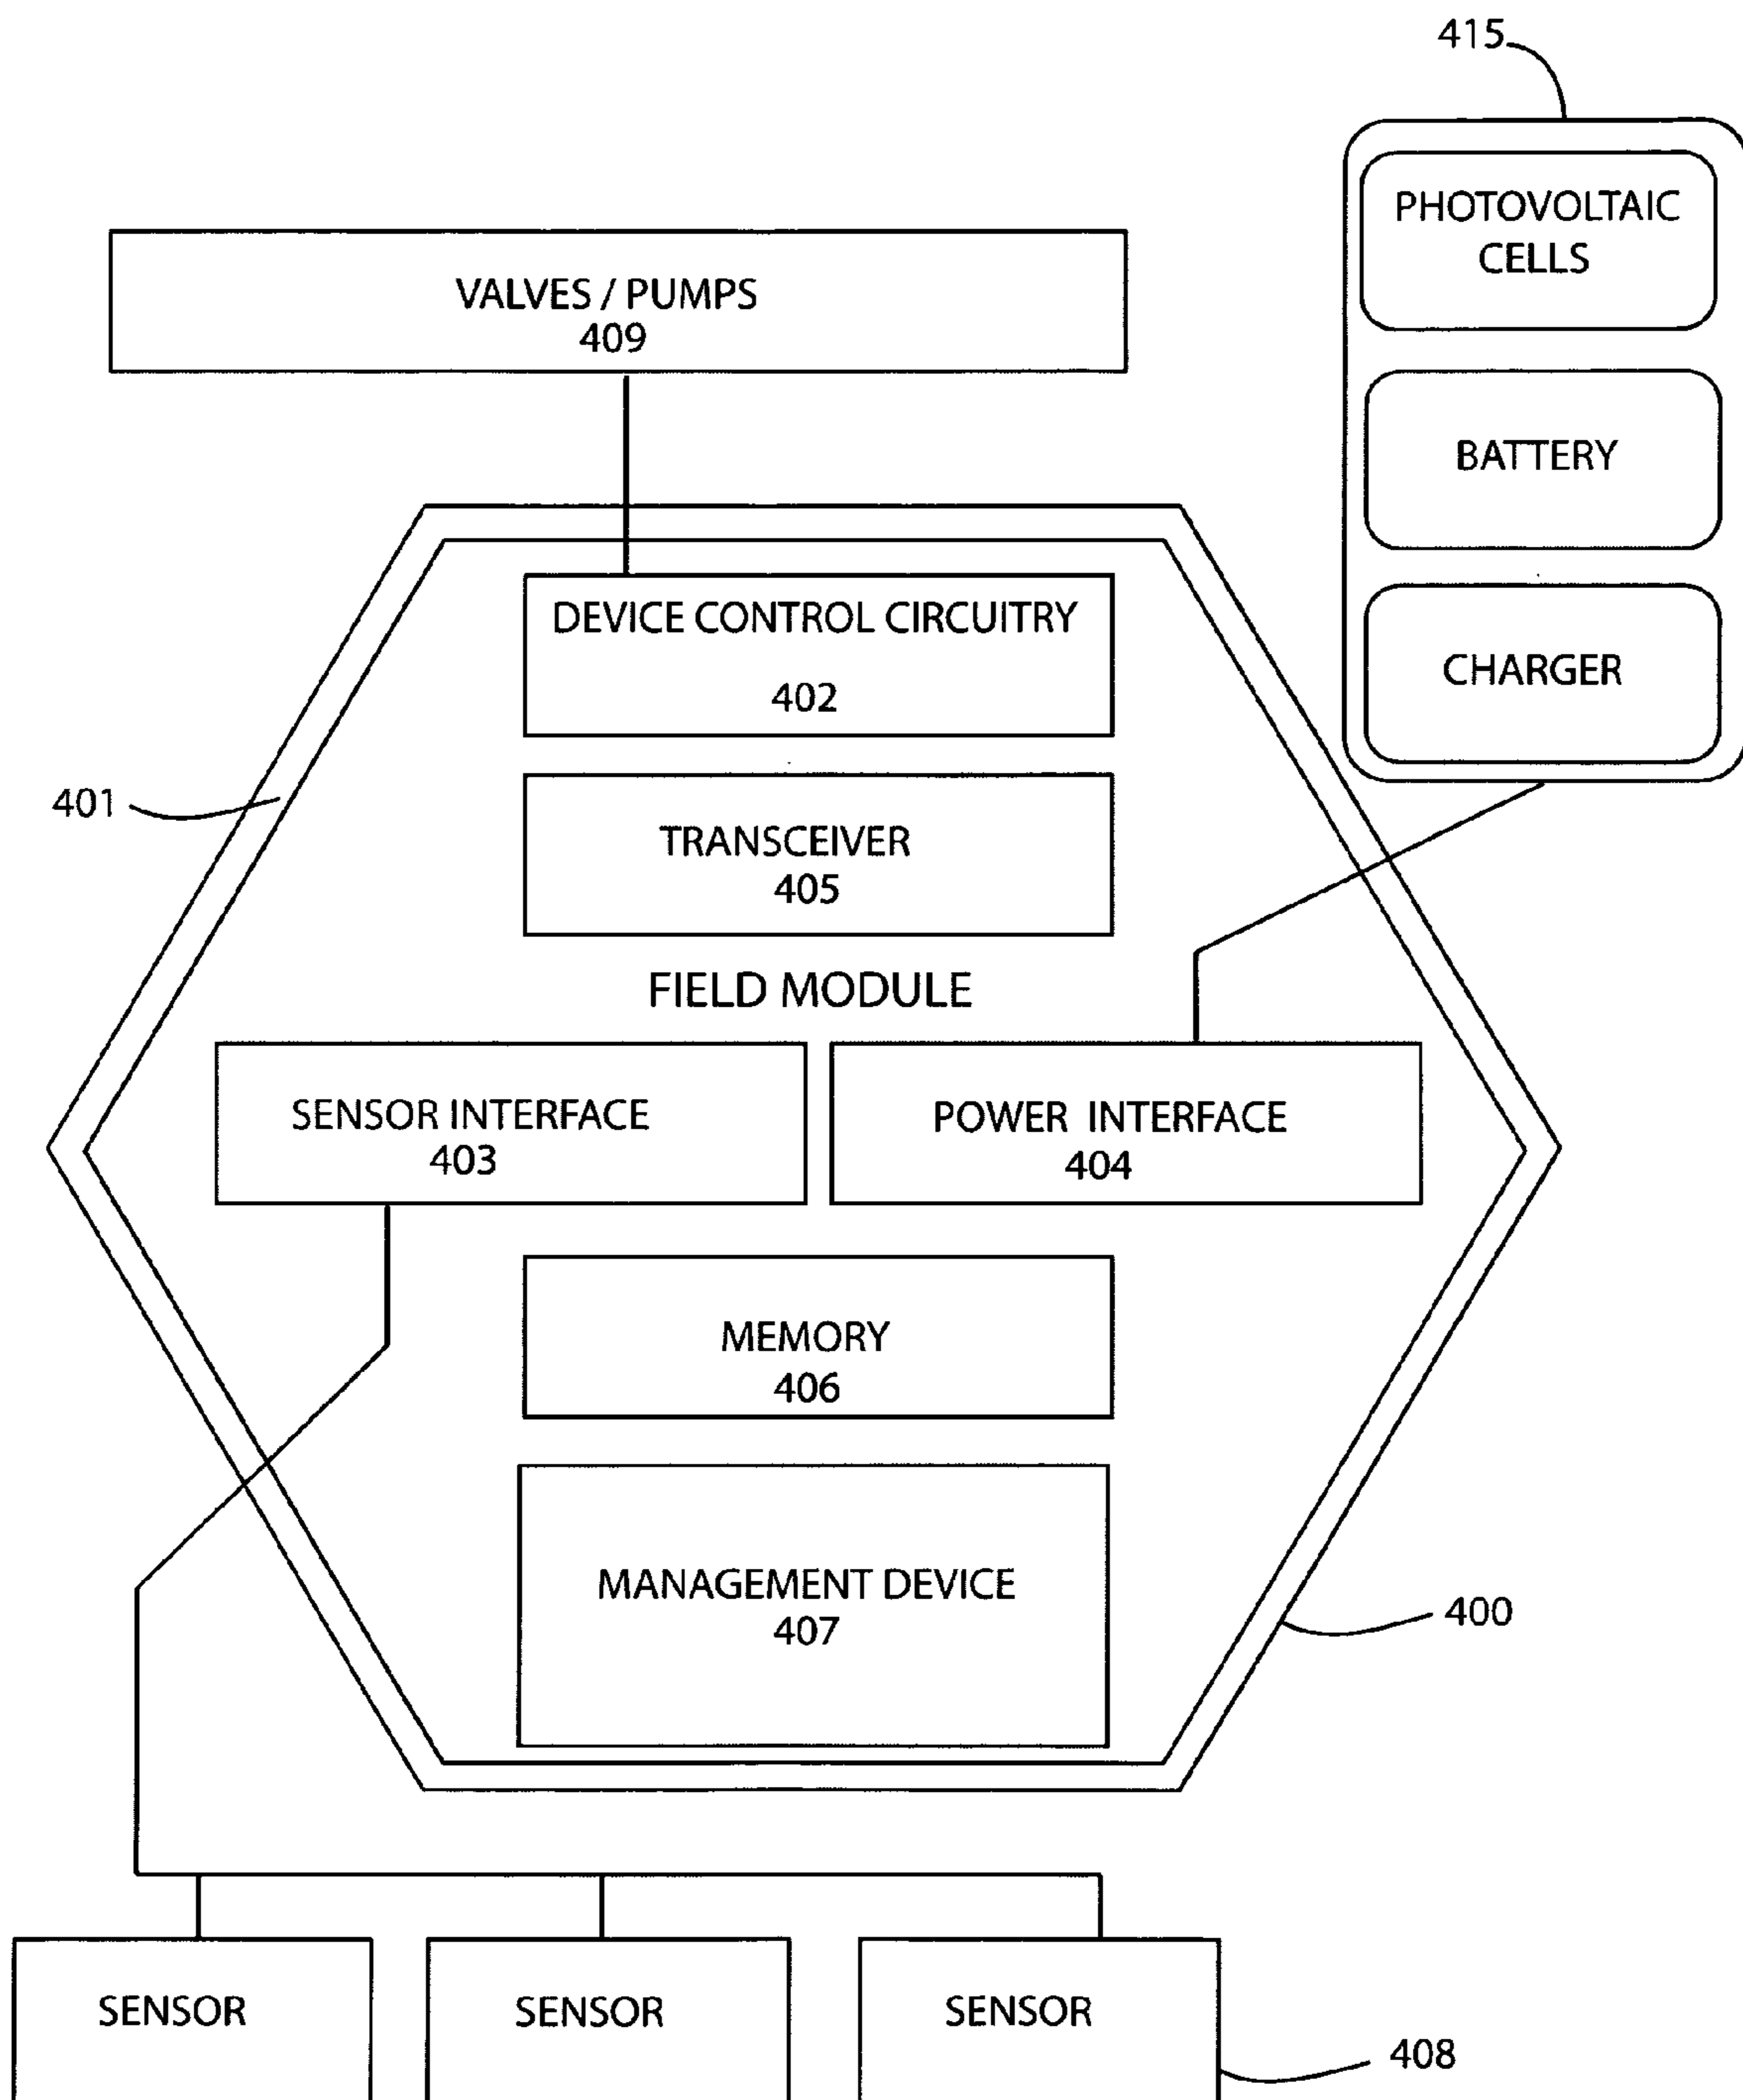 415
PHOTOVOLTAIC
CELLS
VALVES / PUMPS
409
BATTERY
DEVICE CONTROL CIRCUITRY
402
CHARGER
401
TRANSCEIVER
405
FIELD MODULE
SENSOR INTERFACE
403
POWER INTERFACE
404
MEMORY
406
MANAGEMENT DEVICE
407
400
SENSOR
SENSOR
SENSOR
408